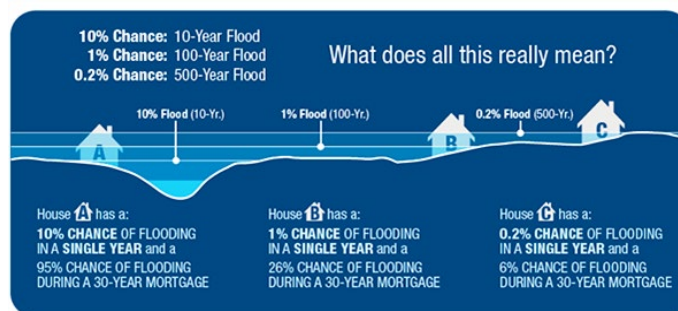 10% Chance: 10-Year Flood
1% Chance: 100-Year Flood
0.2% Chance: 500-Year Flood
What does all this really mean?
10% Flood (10-Yr.)
1% Flood (100-Yr.)
0.2% Flood (500-Yr.)
A
B
C
House A has a:
10% CHANCE OF FLOODING
IN A SINGLE YEAR and a
95% CHANCE OF FLOODING
DURING A 30-YEAR MORTGAGE
House B has a:
1% CHANCE OF FLOODING
IN A SINGLE YEAR and a
26% CHANCE OF FLOODING
DURING A 30-YEAR MORTGAGE
House C has a:
0.2% CHANCE OF FLOODING
IN A SINGLE YEAR and a
6% CHANCE OF FLOODING
DURING A 30-YEAR MORTGAGE